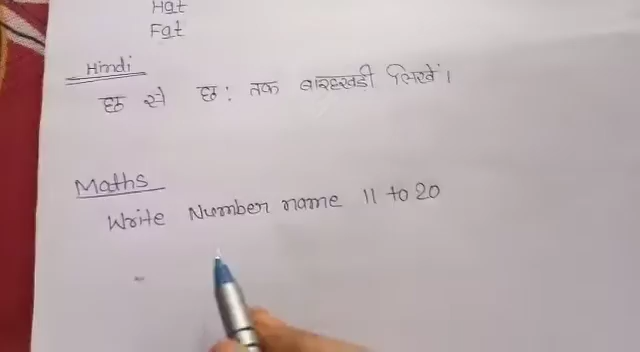 Hat
Fat
Hindi
छ से छः तक बारहखडी लिखें।
Maths
Write Number name 11 to 20